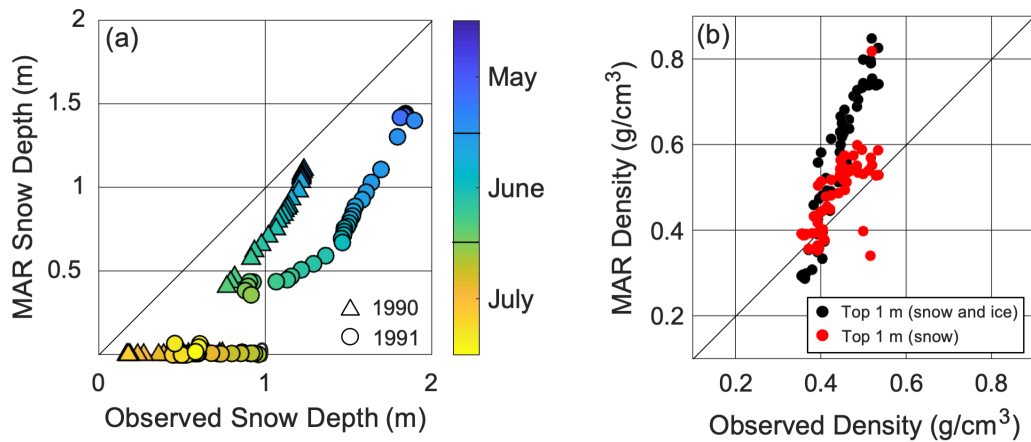 (a)
2
1.5
1
0.5
0
1
2
MAR Snow Depth (m)
Observed Snow Depth (m)
1990
1991
May
June
July
(b)
0.8
0.6
0.4
0.2
0.2
0.4
0.6
0.8
MAR Density (g/cm³)
Observed Density (g/cm³)
Top 1 m (snow and ice)
Top 1 m (snow)